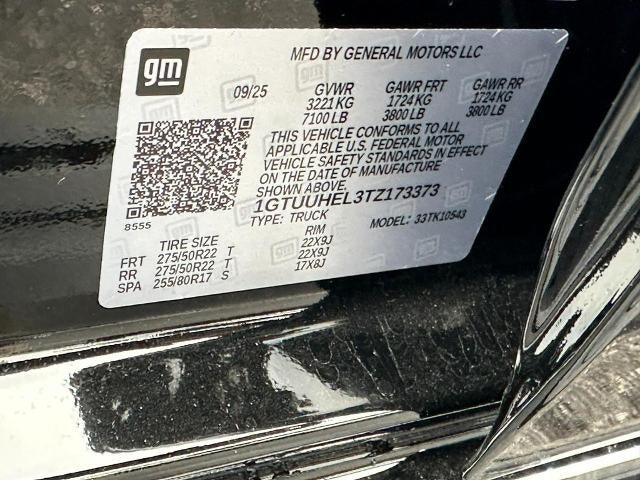 gm
MFD BY GENERAL MOTORS LLC
09/25 GVWR GAWR FRT GAWR RR
3221 KG 1724 KG 1724 KG
7100 LB 3800 LB 3800 LB
THIS VEHICLE CONFORMS TO ALL
APPLICABLE U.S. FEDERAL MOTOR
VEHICLE SAFETY STANDARDS IN EFFECT
ON THE DATE OF MANUFACTURE
SHOWN ABOVE.
1GTUUHEL3TZ173373
8555
TYPE: TRUCK MODEL: 33TK10543
TIRE SIZE RIM
FRT 275/50R22 T 22X9J
RR 275/50R22 T 22X9J
SPA 255/80R17 S 17X8J